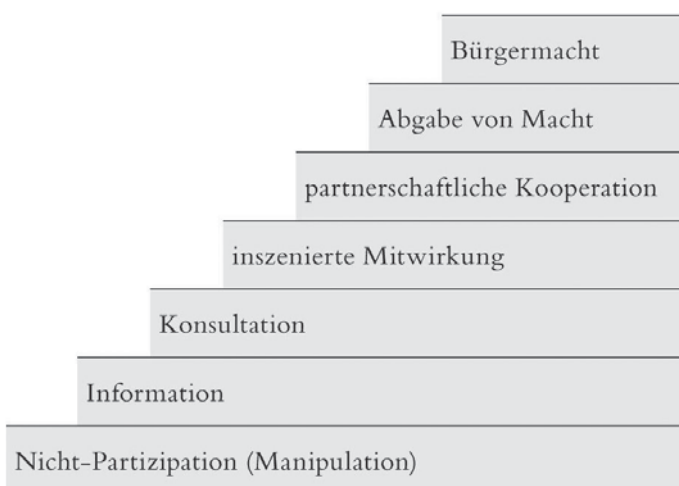 Bürgermacht
Abgabe von Macht
partnerschaftliche Kooperation
inszenierte Mitwirkung
Konsultation
Information
Nicht-Partizipation (Manipulation)